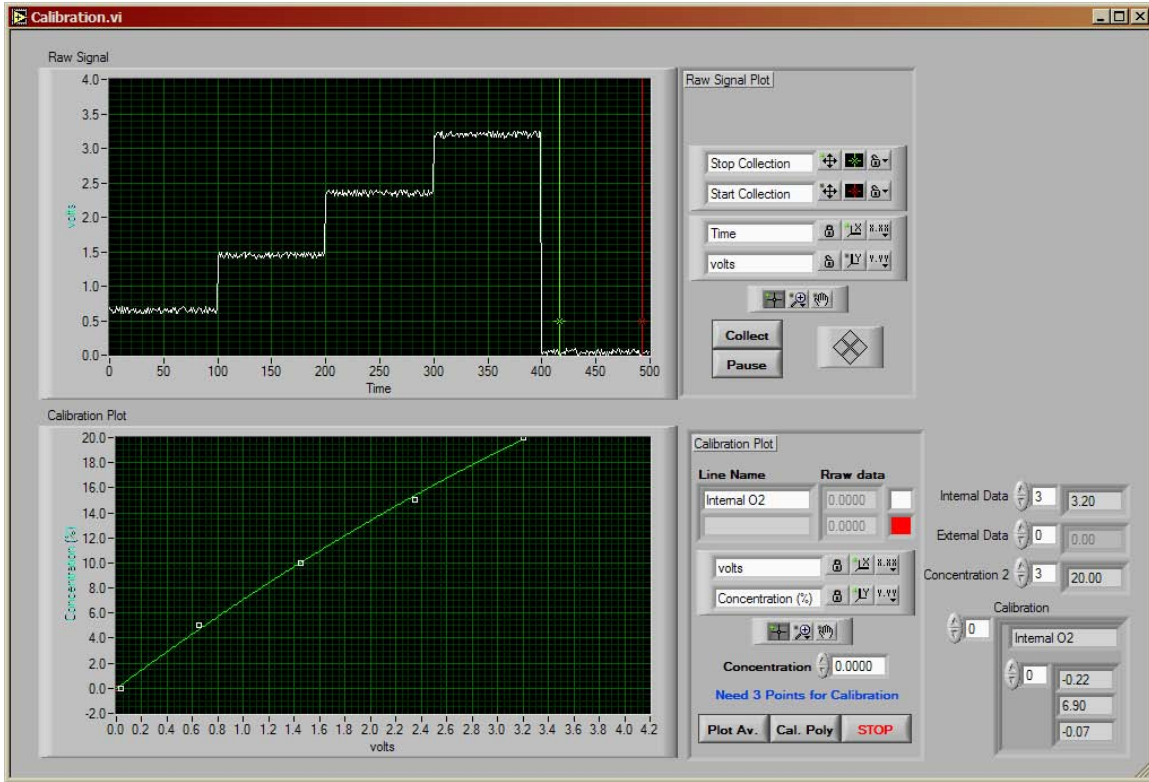 Calibration.vi
Raw Signal
4.0
3.5
3.0
2.5
2.0
1.5
1.0
0.5
0.0
volts
0 50 100 150 200 250 300 350 400 450 500
Time
Raw Signal Plot
Stop Collection
Start Collection
Time
volts
Collect
Pause
Calibration Plot
20.0
18.0
16.0
14.0
12.0
10.0
8.0
6.0
4.0
2.0
0.0
-2.0
Concentration (%)
0.0 0.2 0.4 0.6 0.8 1.0 1.2 1.4 1.6 1.8 2.0 2.2 2.4 2.6 2.8 3.0 3.2 3.4 3.6 3.8 4.0 4.2
volts
Calibration Plot
Line Name Rraw data
Internal O2 0.0000
0.0000
volts
Concentration (%)
Concentration 0.0000
Need 3 Points for Calibration
Plot Av. Cal. Poly STOP
Internal Data 3 3.20
External Data 0 0.00
Concentration 2 3 20.00
Calibration
0 Internal O2
0 -0.22
6.90
-0.07